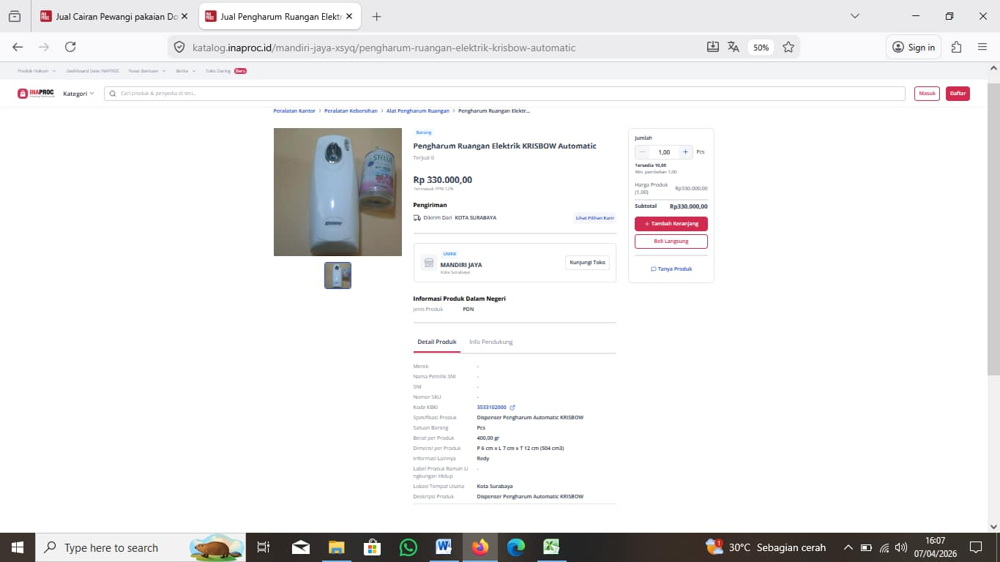 Jual Cairan Pewangi pakaian Do
Jual Pengharum Ruangan Elektr
katalog.inaproc.id/mandiri-jaya-xsyq/pengharum-ruangan-elektrik-krisbow-automatic
50%
Sign in
Produk Hukum
Dashboard Data INAPROC
Pusat Bantuan
Berita
Toko Daring
Baru
INAPROC
Kategori
Cari produk & penyedia di sini...
Masuk
Daftar
Peralatan Kantor > Peralatan Kebersihan > Alat Pengharum Ruangan > Pengharum Ruangan Elektr...
STELLA
Barang
Pengharum Ruangan Elektrik KRISBOW Automatic
Terjual 0
Rp 330.000,00
Termasuk PPN 12%
Pengiriman
Dikirim Dari KOTA SURABAYA
Lihat Pilihan Kurir
UMKK
MANDIRI JAYA
Kota Surabaya
Kunjungi Toko
Informasi Produk Dalam Negeri
Jenis Produk PDN
Detail Produk
Info Pendukung
Merek -
Nama Pemilik SNI -
SNI -
Nomor SKU -
Kode KBKI 3533102000
Spesifikasi Produk Dispenser Pengharum Automatic KRISBOW
Satuan Barang Pcs
Berat per Produk 400,00 gr
Dimensi per Produk P 6 cm x L 7 cm x T 12 cm (504 cm3)
Informasi Lainnya Redy
Label Produk Ramah Li
ngkungan Hidup -
Lokasi Tempat Usaha Kota Surabaya
Deskripsi Produk Dispenser Pengharum Automatic KRISBOW
Jumlah
1,00
Pcs
Tersedia 10,00
Min. pembelian 1,00
Harga Produk
(1,00)
Rp330.000,00
Subtotal Rp330.000,00
+ Tambah Keranjang
Beli Langsung
Tanya Produk
Type here to search
1
30°C Sebagian cerah
16:07
07/04/2026